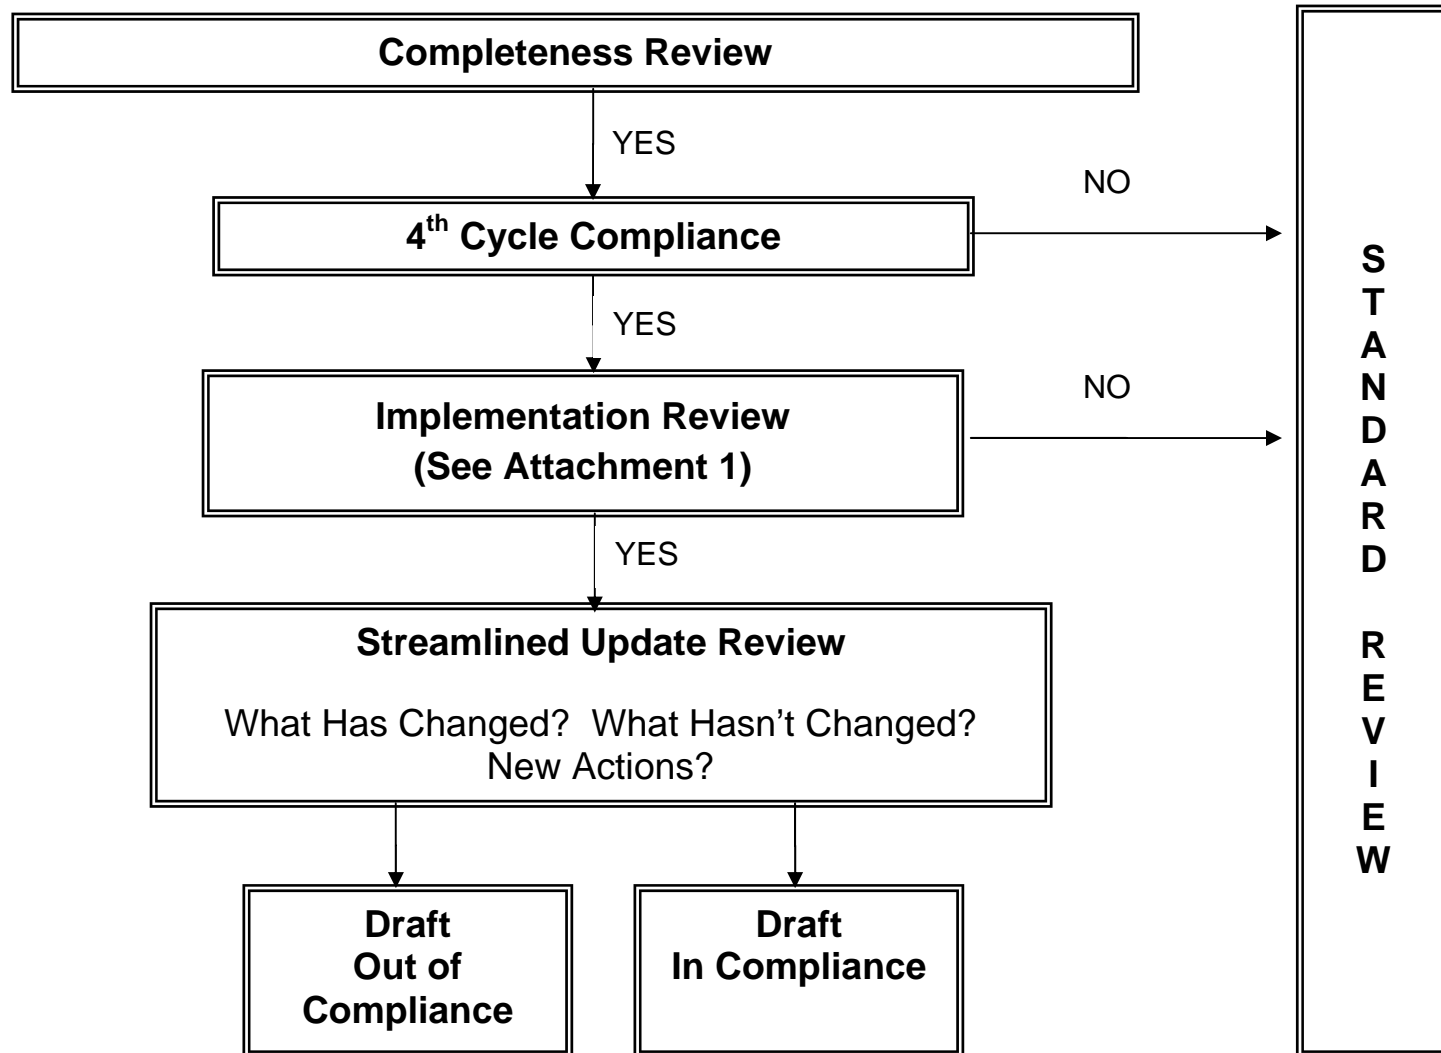 Completeness Review
YES
NO
4th Cycle Compliance
YES
NO
Implementation Review
(See Attachment 1)
YES
Streamlined Update Review
What Has Changed?  What Hasn’t Changed?
New Actions?
Draft
Out of
Compliance
Draft
In Compliance
S
T
A
N
D
A
R
D
R
E
V
I
E
W